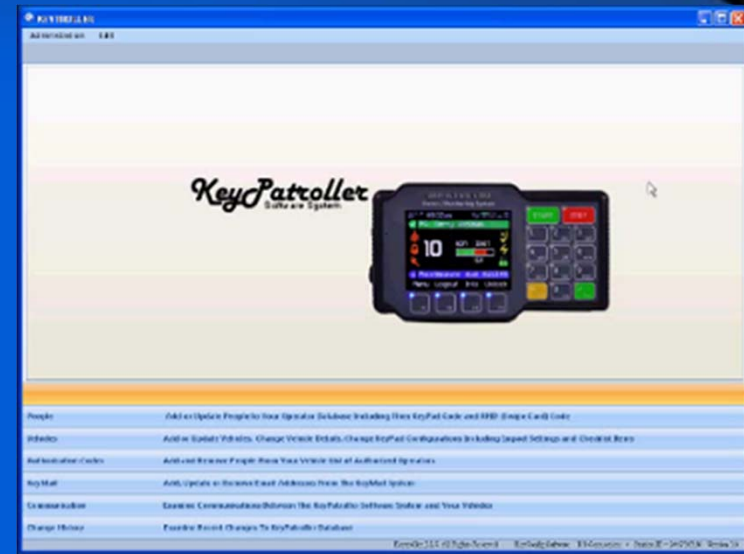 KEYTROLLER
Administration Edit
KeyPatroller
Software System
START STOP
10
Menu Logout Info Unlock
People Add or Update People to Your Operator Database Including Their KeyPad Code and RFID (Swipe Card) Code
Vehicles Add or Update Vehicles, Change Vehicle Details, Change KeyPad Configurations Including Impact Settings and Checklist Items
Authorization Codes Add and Remove People From Your Vehicle List of Authorized Operators
KeyMail Add, Update or Remove Email Addresses From The KeyMail System
Communication Examine Communications Between The KeyPatroller Software System and Your Vehicles
Change History Examine Recent Changes To KeyPatroller Database